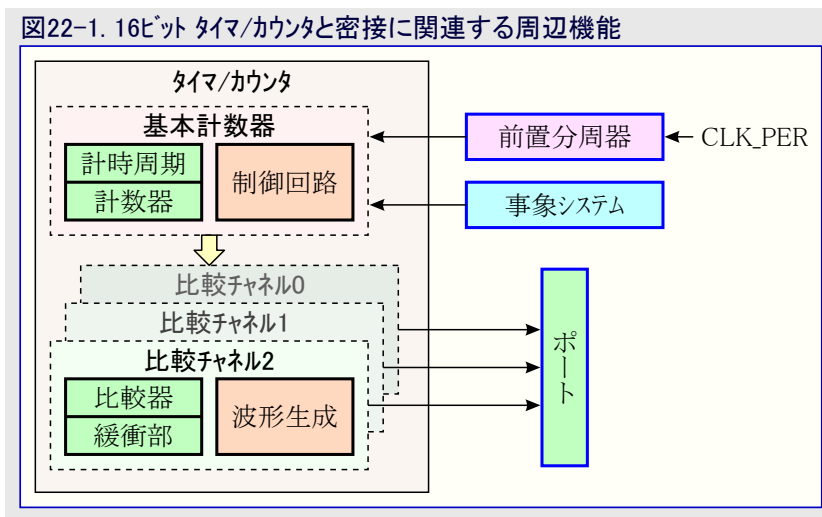 図22-1. 16ビット タイマ/カウンタと密接に関連する周辺機能
タイマ/カウンタ
基本計数器
計時周期
計数器
制御回路
前置分周器
CLK_PER
事象システム
比較チャネル0
比較チャネル1
比較チャネル2
比較器
緩衝部
波形生成
ポート